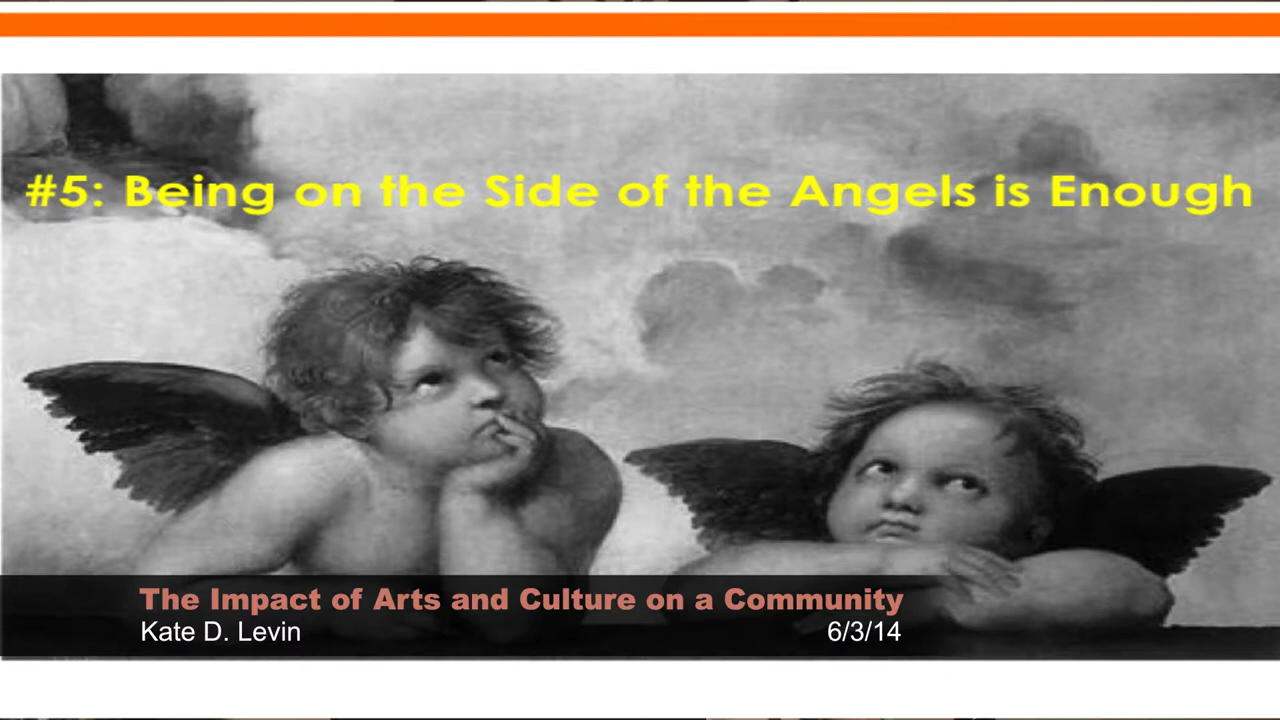 #5: Being on the Side of the Angels is Enough
The Impact of Arts and Culture on a Community
Kate D. Levin 6/3/14